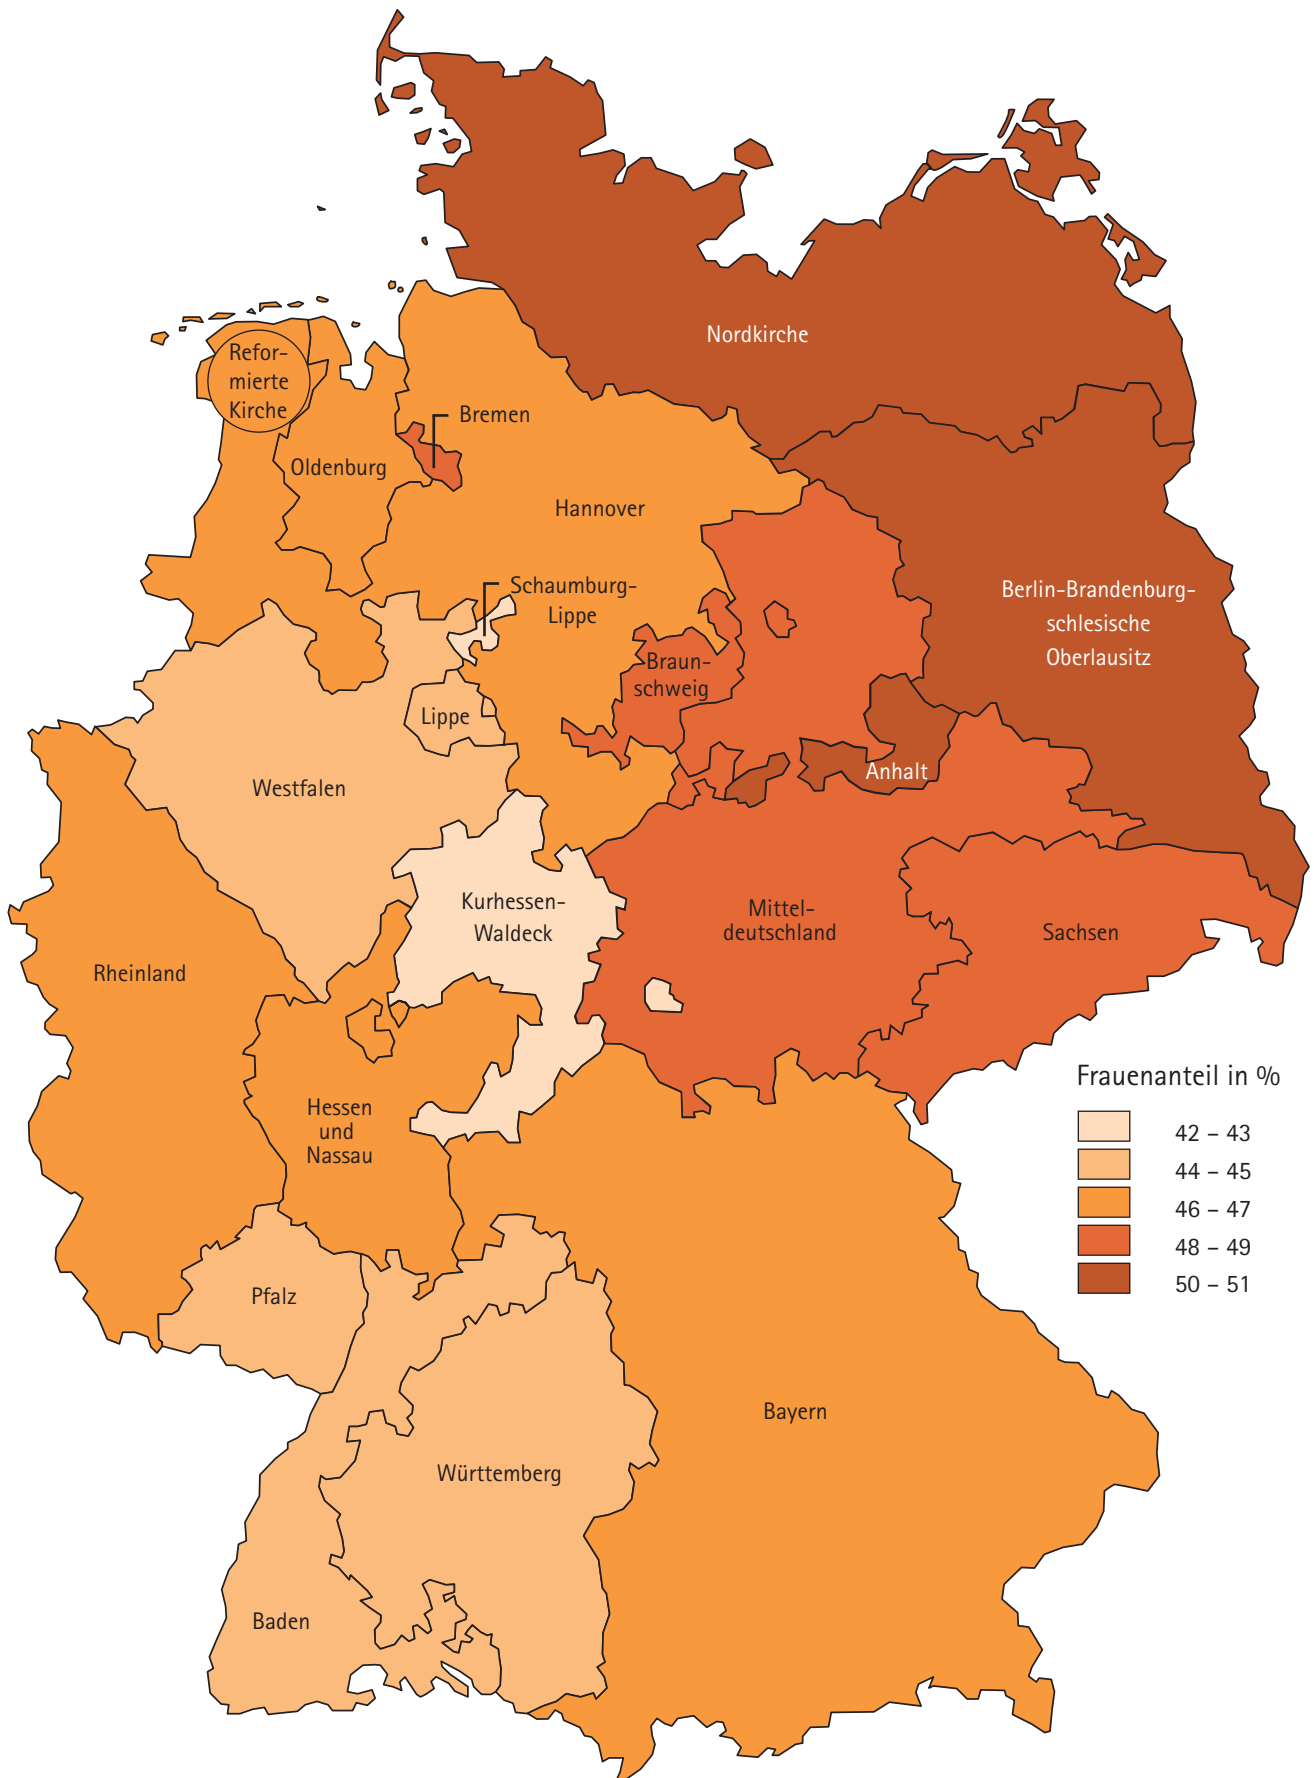 Nordkirche
Refor-
mierte
Kirche
Bremen
Oldenburg
Hannover
Schaumburg-
Lippe
Berlin-Brandenburg-
schlesische
Oberlausitz
Braun-
schweig
Lippe
Anhalt
Westfalen
Kurhessen-
Waldeck
Mittel-
deutschland
Sachsen
Rheinland
Hessen
und
Nassau
Pfalz
Bayern
Württemberg
Baden
Frauenanteil in %
42 – 43
44 – 45
46 – 47
48 – 49
50 – 51